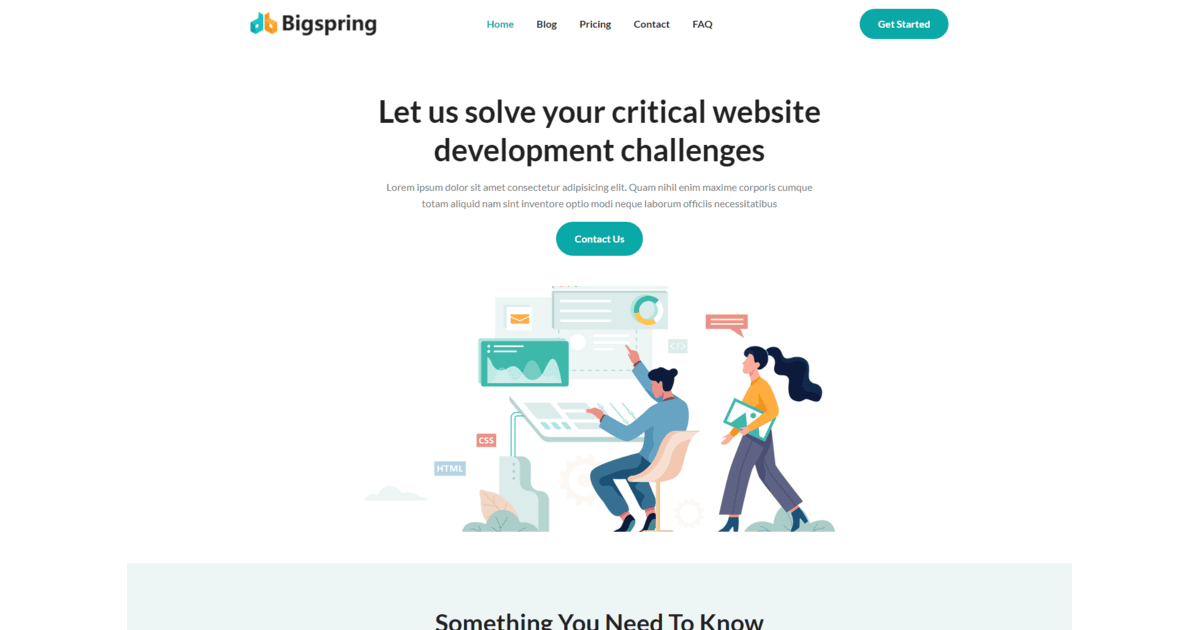 Bigspring
Home
Blog
Pricing
Contact
FAQ
Get Started
Let us solve your critical website
development challenges
Lorem ipsum dolor sit amet consectetur adipisicing elit. Quam nihil enim maxime corporis cumque
totam aliquid nam sint inventore optio modi neque laborum officiis necessitatibus
Contact Us
</>
CSS
HTML
Something You Need To Know